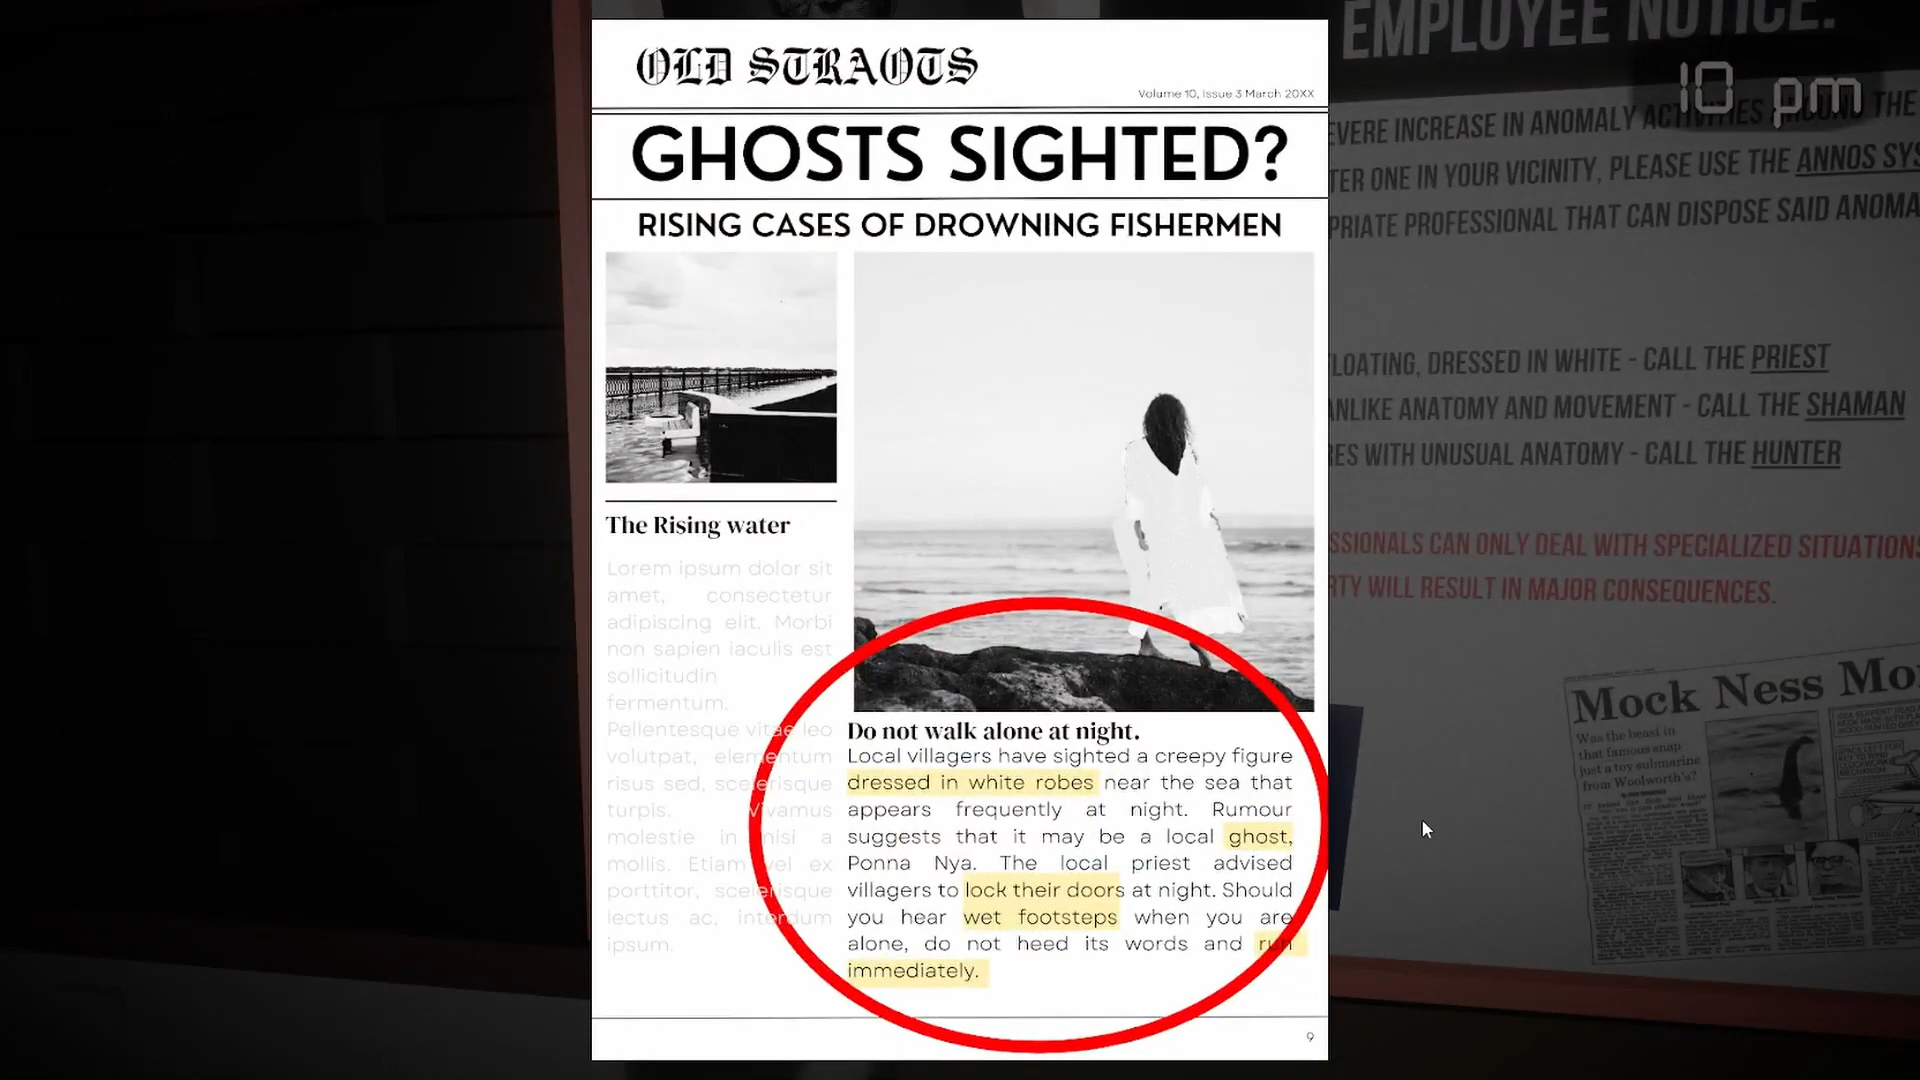 OLD STRAOTS
Volume 10, Issue 3 March 20XX
GHOSTS SIGHTED?
RISING CASES OF DROWNING FISHERMEN
The Rising water
Lorem ipsum dolor sit
amet, consectetur
adipiscing elit. Morbi
non sapien iaculis est
sollicitudin
fermentum.
Pellentesque vitae leo
volutpat, elementum
risus sed, scelerisque
turpis. Vivamus
molestie in nisi a
mollis. Etiam vel ex
porttitor, scelerisque
lectus ac, interdum
ipsum.
Do not walk alone at night.
Local villagers have sighted a creepy figure
dressed in white robes near the sea that
appears frequently at night. Rumour
suggests that it may be a local ghost,
Ponna Nya. The local priest advised
villagers to lock their doors at night. Should
you hear wet footsteps when you are
alone, do not heed its words and run
immediately.
9
EMPLOYEE NOTICE:
10 pm
EVERE INCREASE IN ANOMALY ACTIVITIES AROUND THE
TER ONE IN YOUR VICINITY, PLEASE USE THE ANNOS SYS
PRIATE PROFESSIONAL THAT CAN DISPOSE SAID ANOMA
LOATING, DRESSED IN WHITE - CALL THE PRIEST
ANLIKE ANATOMY AND MOVEMENT - CALL THE SHAMAN
RES WITH UNUSUAL ANATOMY - CALL THE HUNTER
SSIONALS CAN ONLY DEAL WITH SPECIALIZED SITUATIONS
RTY WILL RESULT IN MAJOR CONSEQUENCES.
Mock Ness Mo
Was the beast in
that famous snap
just a toy submarine
from Woolworth's?